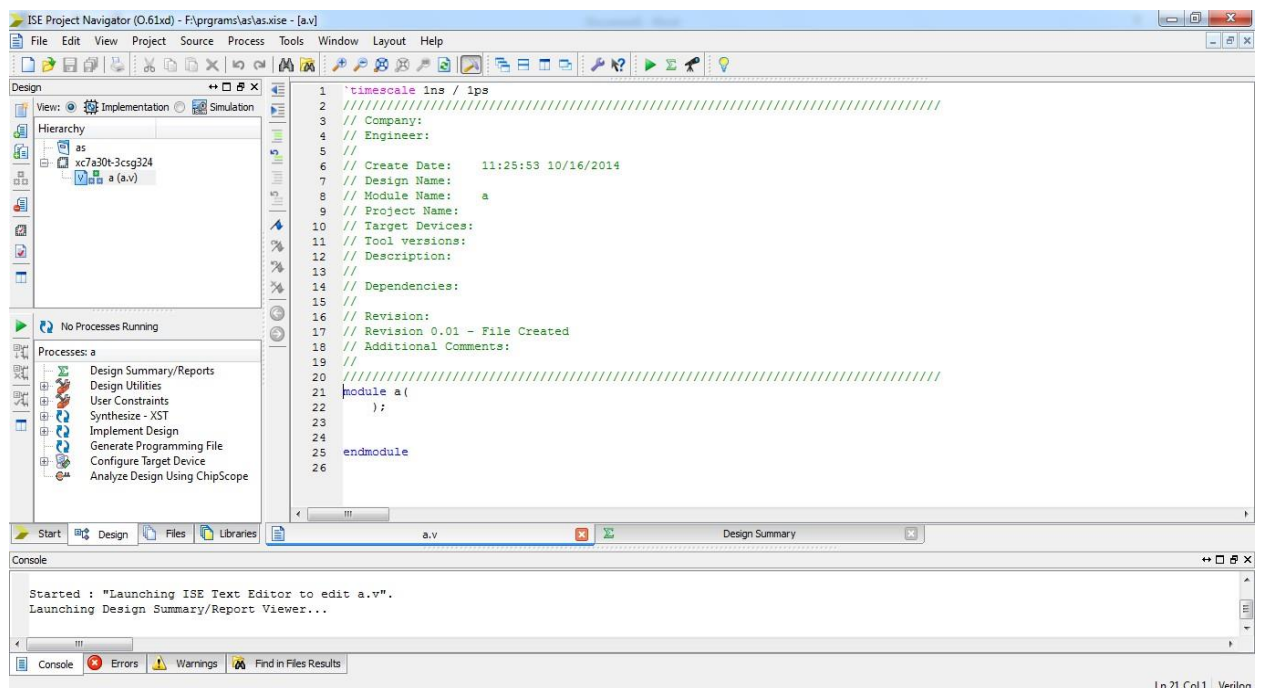 ISE Project Navigator (O.61xd) - F:\prgrams\as\as.xise - [a.v]
File Edit View Project Source Process Tools Window Layout Help
Design
View: Implementation Simulation
Hierarchy
as
xc7a30t-3csg324
a (a.v)
No Processes Running
Processes: a
Design Summary/Reports
Design Utilities
User Constraints
Synthesize - XST
Implement Design
Generate Programming File
Configure Target Device
Analyze Design Using ChipScope
Start Design Files Libraries
1 `timescale 1ns / 1ps
2 //////////////////////////////////////////////////////////////////////////////////
3 // Company:
4 // Engineer:
5 //
6 // Create Date: 11:25:53 10/16/2014
7 // Design Name:
8 // Module Name: a
9 // Project Name:
10 // Target Devices:
11 // Tool versions:
12 // Description:
13 //
14 // Dependencies:
15 //
16 // Revision:
17 // Revision 0.01 - File Created
18 // Additional Comments:
19 //
20 //////////////////////////////////////////////////////////////////////////////////
21 module a(
22 );
23
24
25 endmodule
26
a.v Design Summary
Console
Started : "Launching ISE Text Editor to edit a.v".
Launching Design Summary/Report Viewer...
Console Errors Warnings Find in Files Results
Ln 21 Col 1 Verilog